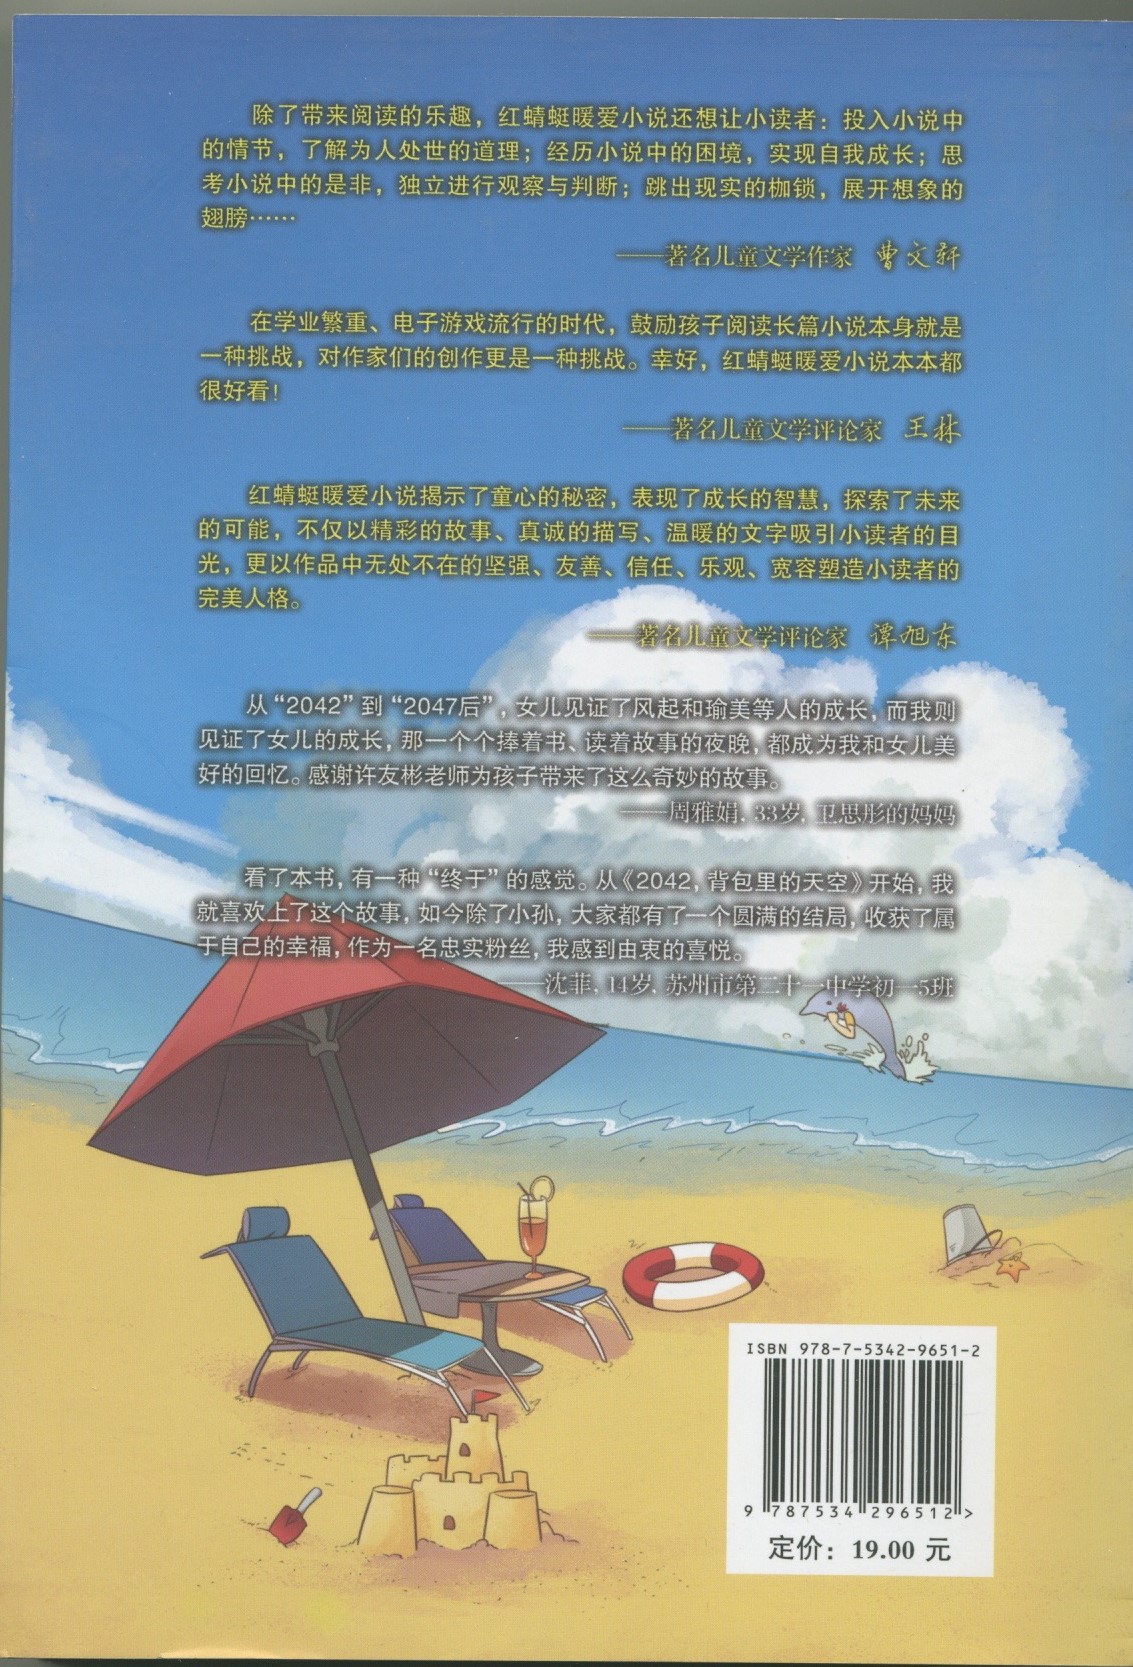 除了带来阅读的乐趣，红蜻蜓暖爱小说还想让小读者：投入小说中
的情节，了解为人处世的道理；经历小说中的困境，实现自我成长；思
考小说中的是非，独立进行观察与判断；跳出现实的枷锁，展开想象的
翅膀……
——著名儿童文学作家 曹文轩
在学业繁重、电子游戏流行的时代，鼓励孩子阅读长篇小说本身就是
一种挑战，对作家们的创作更是一种挑战。幸好，红蜻蜓暖爱小说本本都
很好看！
——著名儿童文学评论家 王林
红蜻蜓暖爱小说揭示了童心的秘密，表现了成长的智慧，探索了未来
的可能，不仅以精彩的故事、真诚的描写、温暖的文字吸引小读者的目
光，更以作品中无处不在的坚强、友善、信任、乐观、宽容塑造小读者的
完美人格。
——著名儿童文学评论家 谭旭东
从“2042”到“2047后”，女儿见证了风起和瑜美等人的成长，而我则
见证了女儿的成长，那一个个捧着书、读着故事的夜晚，都成为我和女儿美
好的回忆。感谢许友彬老师为孩子带来了这么奇妙的故事。
——周雅娟，33岁，卫思彤的妈妈
看了本书，有一种“终于”的感觉。从《2042，背包里的天空》开始，我
就喜欢上了这个故事，如今除了小孙，大家都有了一个圆满的结局，收获了属
于自己的幸福，作为一名忠实粉丝，我感到由衷的喜悦。
——沈菲，14岁，苏州市第二十一中学初一5班
ISBN 978-7-5342-9651-2
9 787534 296512>
定价：19.00 元